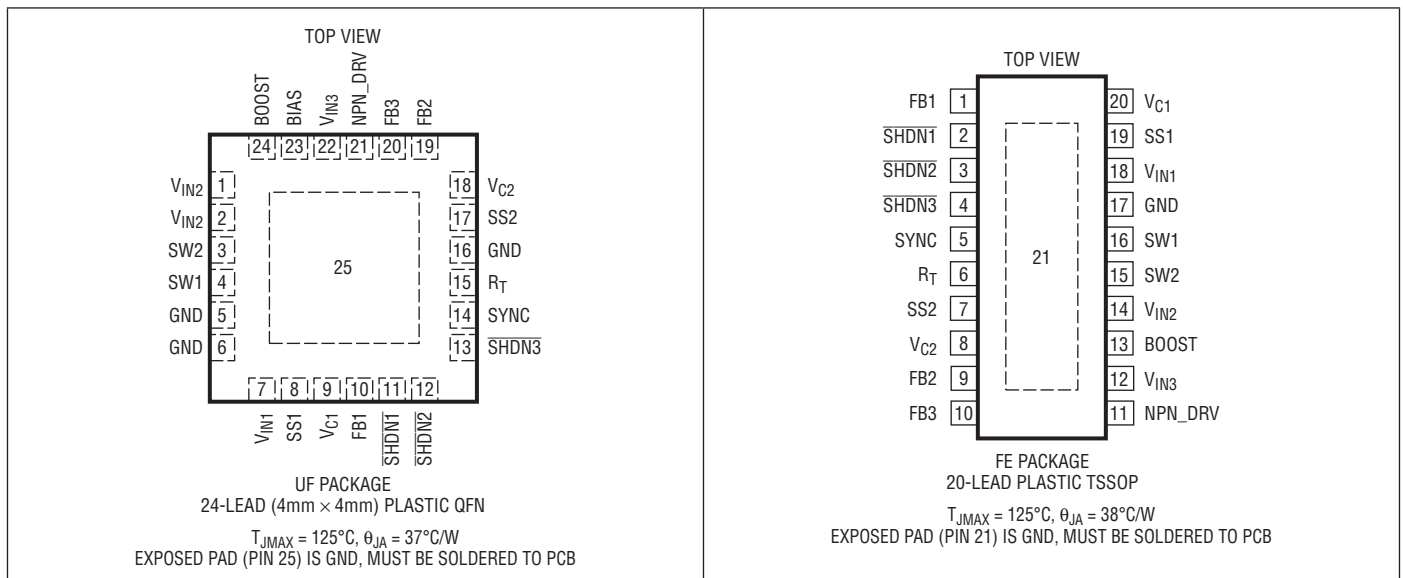 TOP VIEW
BOOST
BIAS
VIN3
NPN_DRV
FB3
FB2
24 23 22 21 20 19
VIN2 1
VIN2 2
SW2 3
SW1 4
GND 5
GND 6
25
18 VC2
17 SS2
16 GND
15 RT
14 SYNC
13 SHDN3
7 8 9 10 11 12
VIN1
SS1
VC1
FB1
SHDN1
SHDN2
UF PACKAGE
24-LEAD (4mm × 4mm) PLASTIC QFN
TJMAX = 125°C, θJA = 37°C/W
EXPOSED PAD (PIN 25) IS GND, MUST BE SOLDERED TO PCB
TOP VIEW
FB1 1
SHDN1 2
SHDN2 3
SHDN3 4
SYNC 5
RT 6
SS2 7
VC2 8
FB2 9
FB3 10
21
20 VC1
19 SS1
18 VIN1
17 GND
16 SW1
15 SW2
14 VIN2
13 BOOST
12 VIN3
11 NPN_DRV
FE PACKAGE
20-LEAD PLASTIC TSSOP
TJMAX = 125°C, θJA = 38°C/W
EXPOSED PAD (PIN 21) IS GND, MUST BE SOLDERED TO PCB